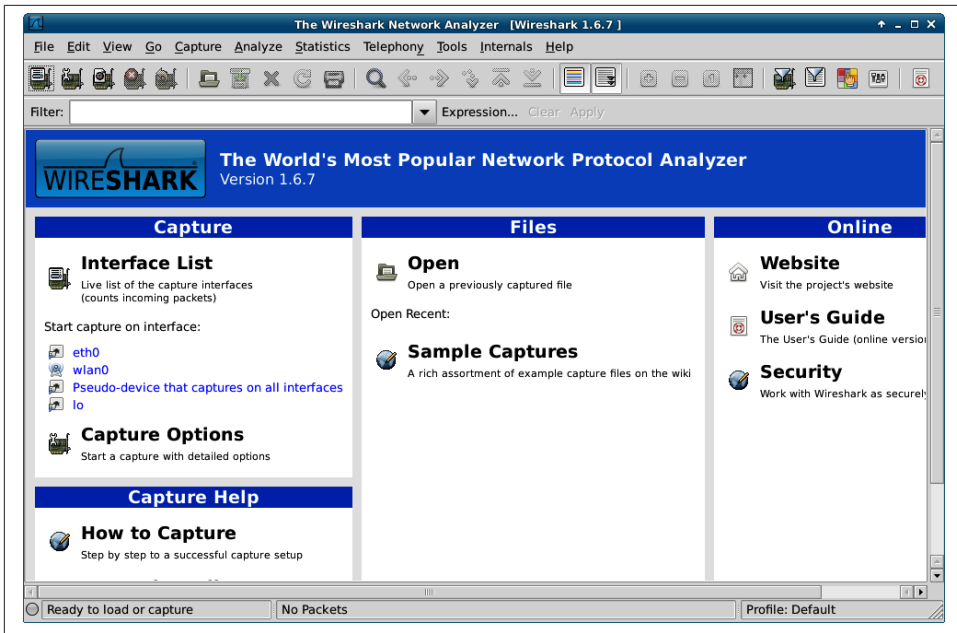 The Wireshark Network Analyzer [Wireshark 1.6.7 ]
File Edit View Go Capture Analyze Statistics Telephony Tools Internals Help
Filter:
Expression... Clear Apply
WIRESHARK
The World's Most Popular Network Protocol Analyzer
Version 1.6.7
Capture
Interface List
Live list of the capture interfaces
(counts incoming packets)
Start capture on interface:
eth0
wlan0
Pseudo-device that captures on all interfaces
lo
Capture Options
Start a capture with detailed options
Capture Help
How to Capture
Step by step to a successful capture setup
Files
Open
Open a previously captured file
Open Recent:
Sample Captures
A rich assortment of example capture files on the wiki
Online
Website
Visit the project's website
User's Guide
The User's Guide (online version
Security
Work with Wireshark as securely
Ready to load or capture
No Packets
Profile: Default